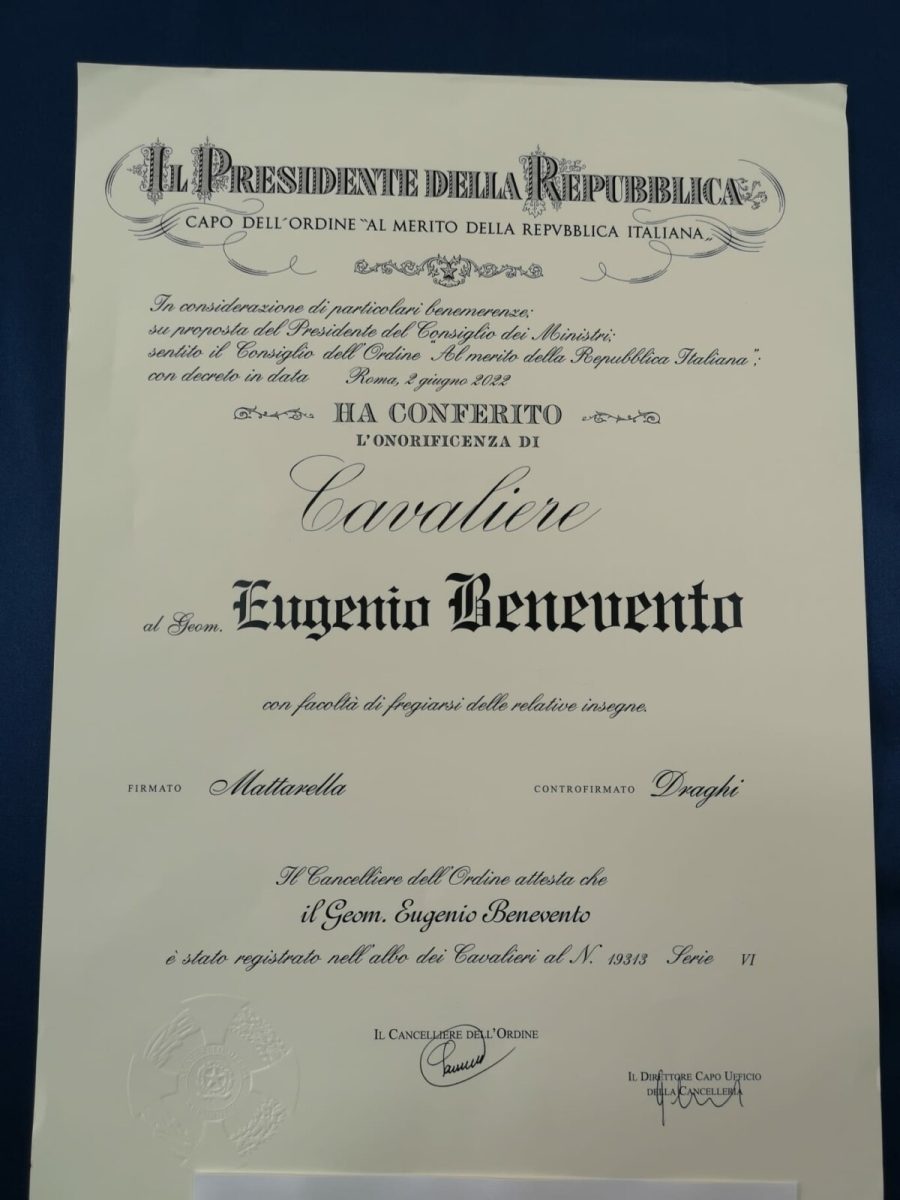 IL PRESIDENTE DELLA REPUBBLICA
CAPO DELL'ORDINE "AL MERITO DELLA REPVBBLICA ITALIANA„
In considerazione di particolari benemerenze;
su proposta del Presidente del Consiglio dei Ministri;
sentito il Consiglio dell'Ordine "Al merito della Repubblica Italiana";
con decreto in data Roma, 2 giugno 2022
HA CONFERITO
L'ONORIFICENZA DI
Cavaliere
al Geom. Eugenio Benevento
con facoltà di fregiarsi delle relative insegne.
FIRMATO Mattarella CONTROFIRMATO Draghi
Il Cancelliere dell'Ordine attesta che
il Geom. Eugenio Benevento
è stato registrato nell'albo dei Cavalieri al N. 19313 Serie VI
IL CANCELLIERE DELL'ORDINE
IL DIRETTORE CAPO UFFICIO
DELLA CANCELLERIA